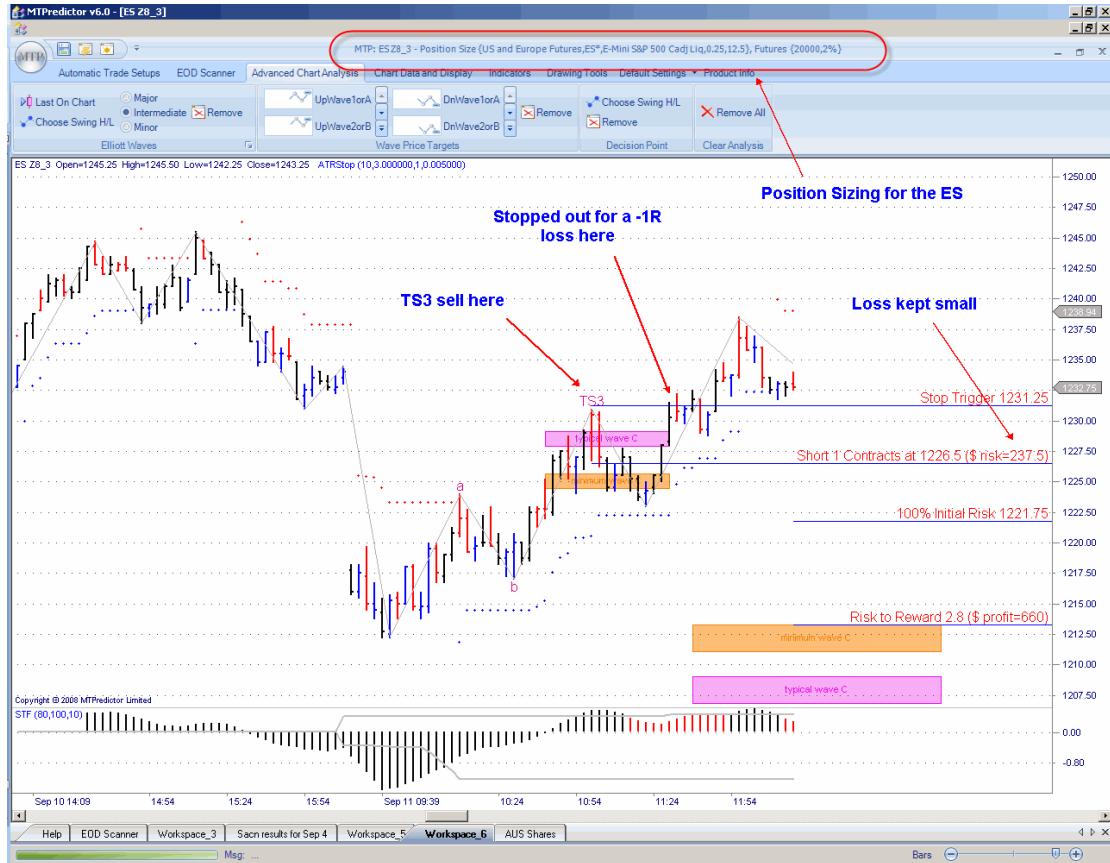 MTPredictor v6.0 - [ES Z8_3]
MTP: ES Z8_3 - Position Size {US and Europe Futures,ES*,E-Mini S&P 500 Cadj Liq,0.25,12.5}, Futures {20000,2%}
MTP
Automatic Trade Setups EOD Scanner Advanced Chart Analysis Chart Data and Display Indicators Drawing Tools Default Settings Product Info
Last On Chart
Choose Swing H/L
Major
Intermediate
Minor
Remove
Elliott Waves
UpWave1orA
UpWave2orB
DnWave1orA
DnWave2orB
Remove
Wave Price Targets
Choose Swing H/L
Remove
Decision Point
Remove All
Clear Analysis
ES Z8_3 Open=1245.25 High=1245.50 Low=1242.25 Close=1243.25 ATRStop (10,3.000000,1,0.005000)
Position Sizing for the ES
Stopped out for a -1R
loss here
TS3 sell here
Loss kept small
TS3
typical wave C
minimum wave C
a
b
Stop Trigger 1231.25
Short 1 Contracts at 1226.5 ($ risk=237.5)
100% Initial Risk 1221.75
Risk to Reward 2.8 ($ profit=660)
minimum wave C
typical wave C
1250.00
1247.50
1245.00
1242.50
1240.00
1238.94
1237.50
1235.00
1232.75
1230.00
1227.50
1225.00
1222.50
1220.00
1217.50
1215.00
1212.50
1210.00
1207.50
Copyright © 2008 MTPredictor Limited
STF (80,100,10)
0.00
-0.80
Sep 10 14:09 14:54 15:24 15:54 Sep 11 09:39 10:24 10:54 11:24 11:54
Help EOD Scanner Workspace_3 Sacn results for Sep 4 Workspace_5 Workspace_6 AUS Shares
Msg: ...
Bars